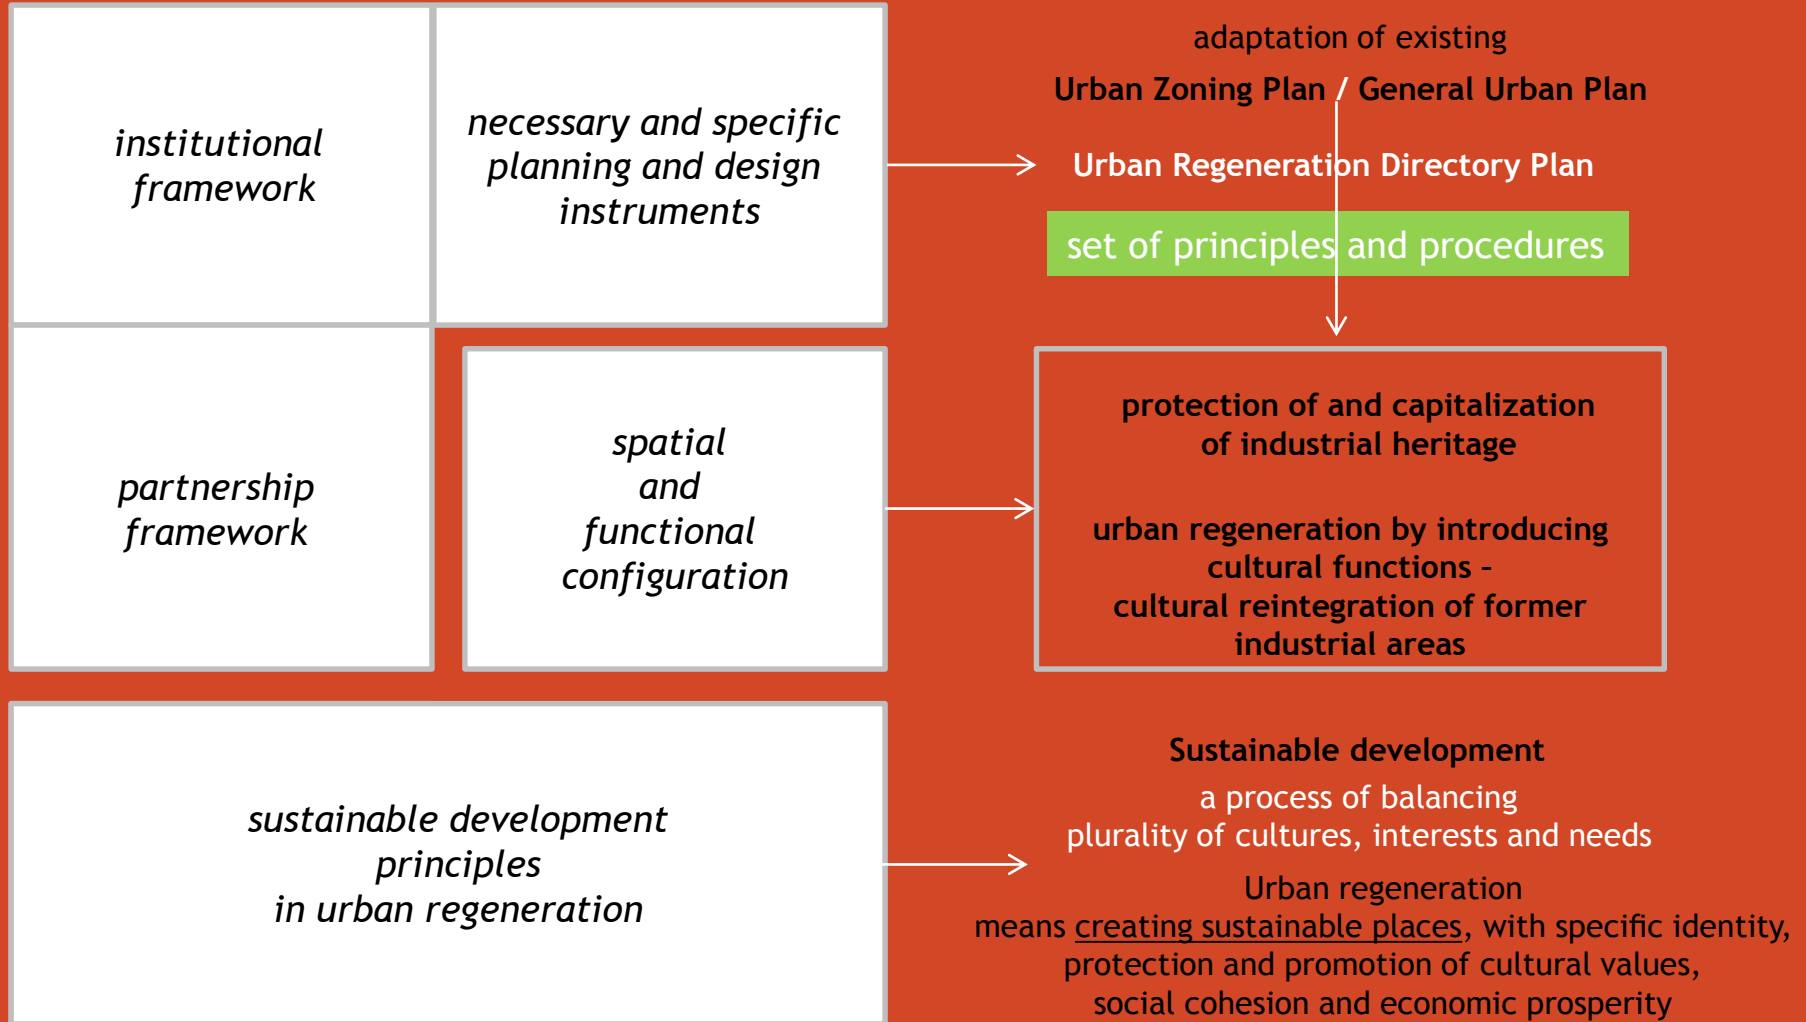 institutional
framework
necessary and specific
planning and design
instruments
adaptation of existing
Urban Zoning Plan / General Urban Plan
Urban Regeneration Directory Plan
set of principles and procedures
partnership
framework
spatial
and
functional
configuration
protection of and capitalization
of industrial heritage
urban regeneration by introducing
cultural functions –
cultural reintegration of former
industrial areas
sustainable development
principles
in urban regeneration
Sustainable development
a process of balancing
plurality of cultures, interests and needs
Urban regeneration
means creating sustainable places, with specific identity,
protection and promotion of cultural values,
social cohesion and economic prosperity